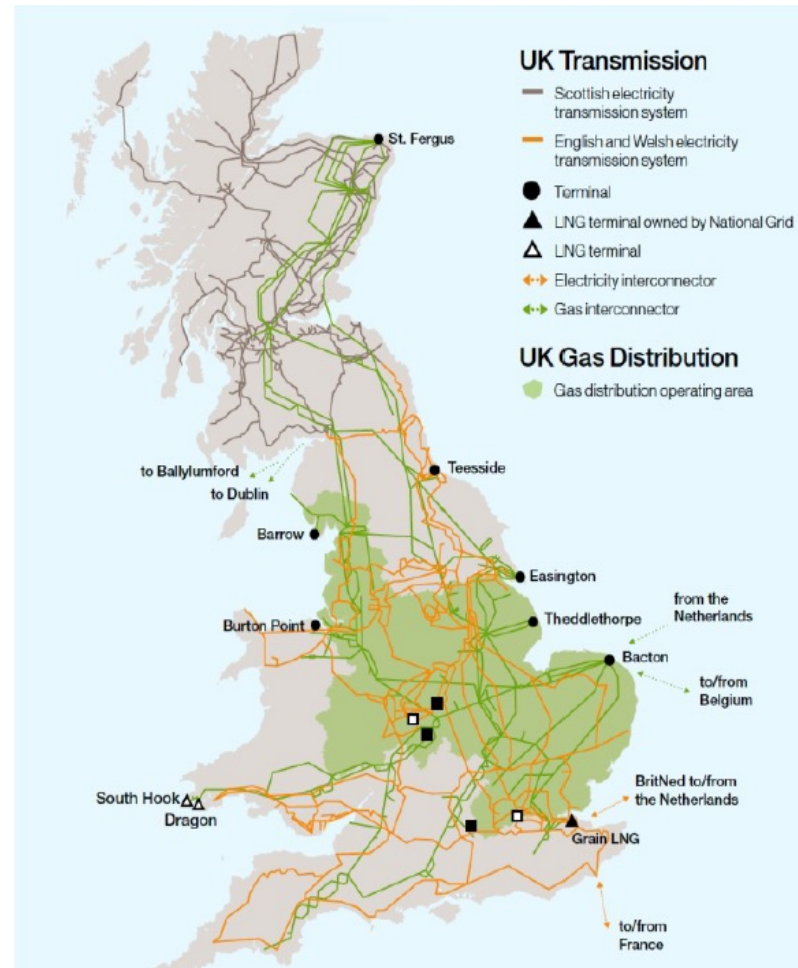 UK Transmission
Scottish electricity
transmission system
English and Welsh electricity
transmission system
Terminal
LNG terminal owned by National Grid
LNG terminal
Electricity interconnector
Gas interconnector
UK Gas Distribution
Gas distribution operating area
St. Fergus
to Ballylumford
to Dublin
Teesside
Barrow
Easington
Burton Point
Theddlethorpe
from the
Netherlands
Bacton
to/from
Belgium
South Hook
Dragon
BritNed to/from
the Netherlands
Grain LNG
to/from
France